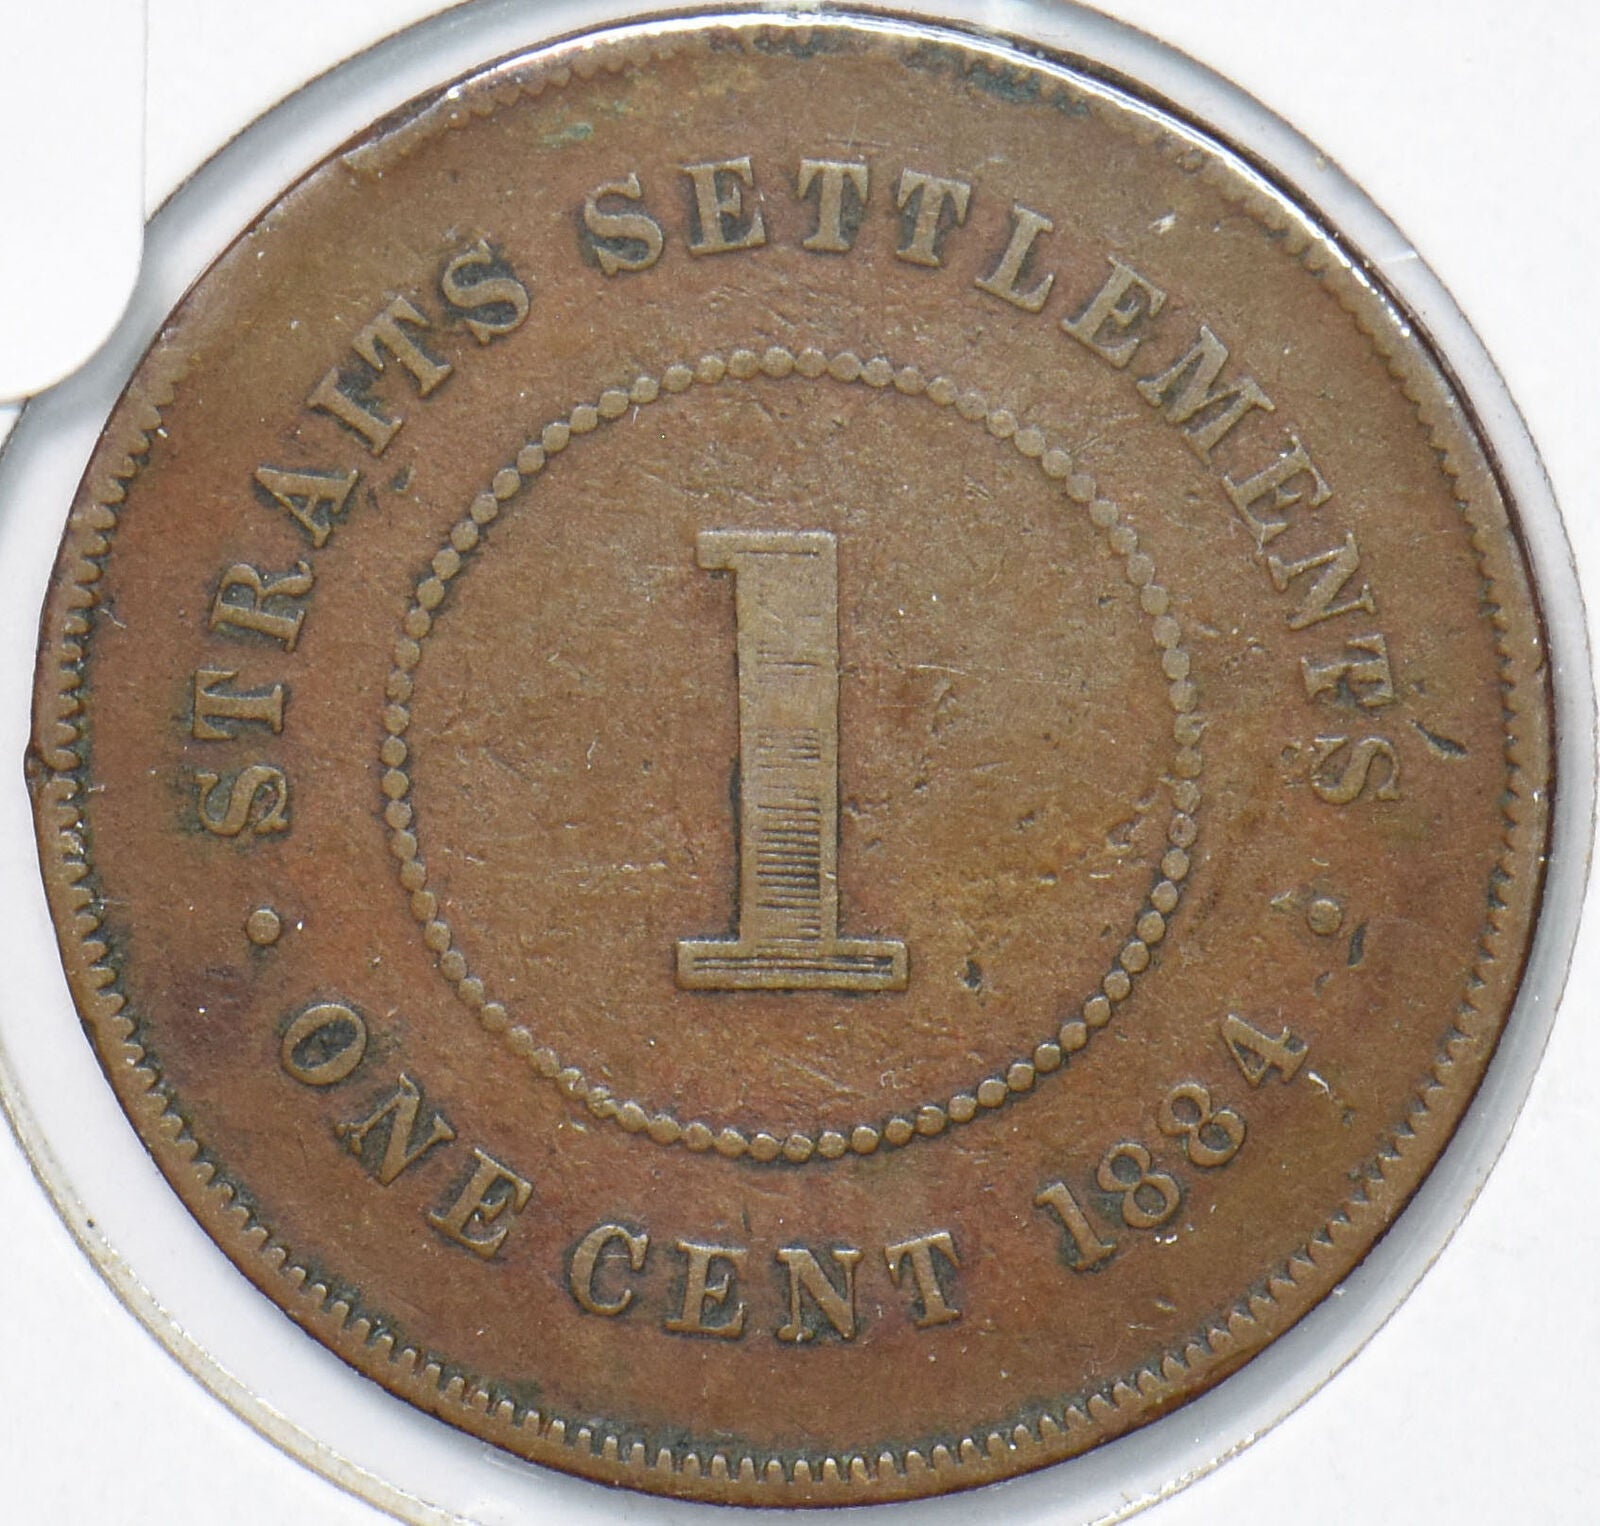 STRAITS SETTLEMENTS
1
ONE CENT 1884